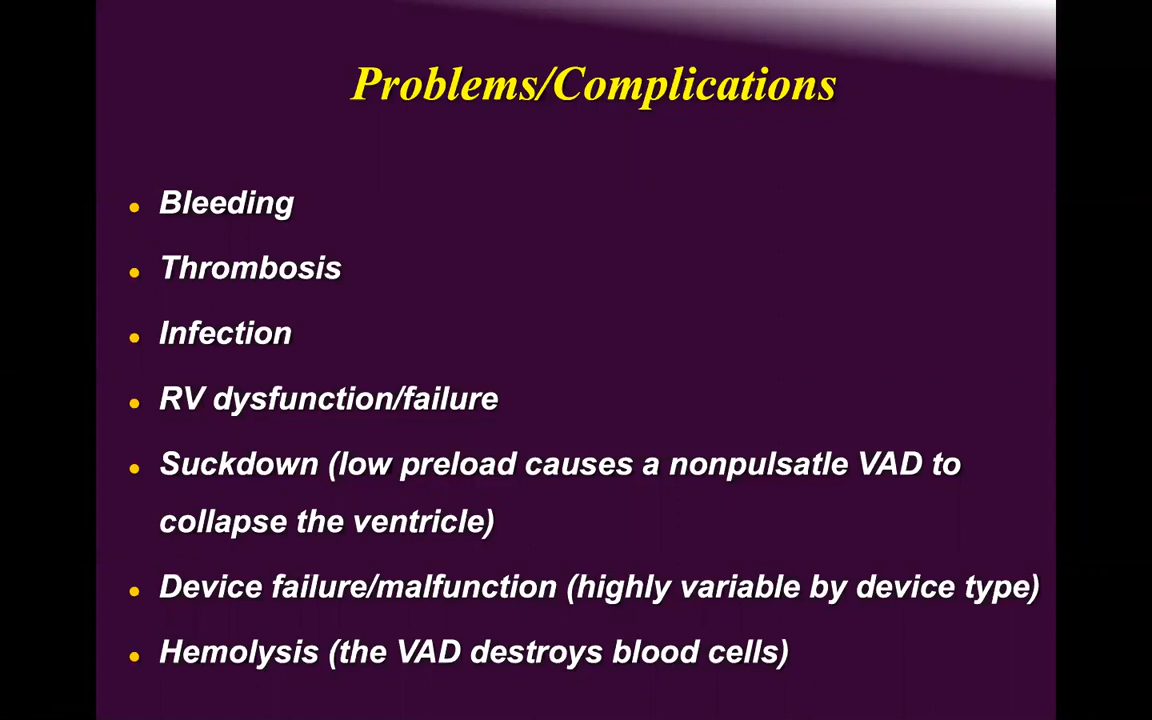 Problems/Complications
• Bleeding
• Thrombosis
• Infection
• RV dysfunction/failure
• Suckdown (low preload causes a nonpulsatle VAD to
collapse the ventricle)
• Device failure/malfunction (highly variable by device type)
• Hemolysis (the VAD destroys blood cells)